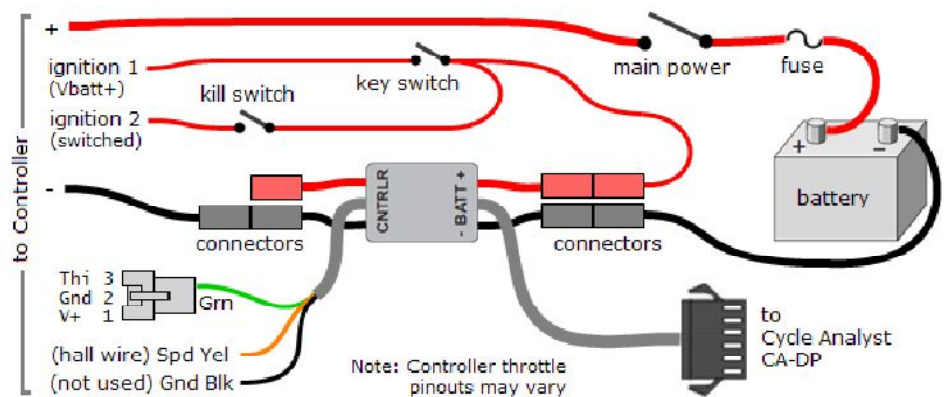 to Controller
+
ignition 1
(Vbatt+)
key switch
main power
fuse
kill switch
ignition 2
(switched)
+ -
battery
-
CNTRLR
- BATT +
connectors
connectors
Thi 3
Gnd 2
V+ 1
Grn
(hall wire) Spd Yel
(not used) Gnd Blk
Note: Controller throttle
pinouts may vary
to
Cycle Analyst
CA-DP